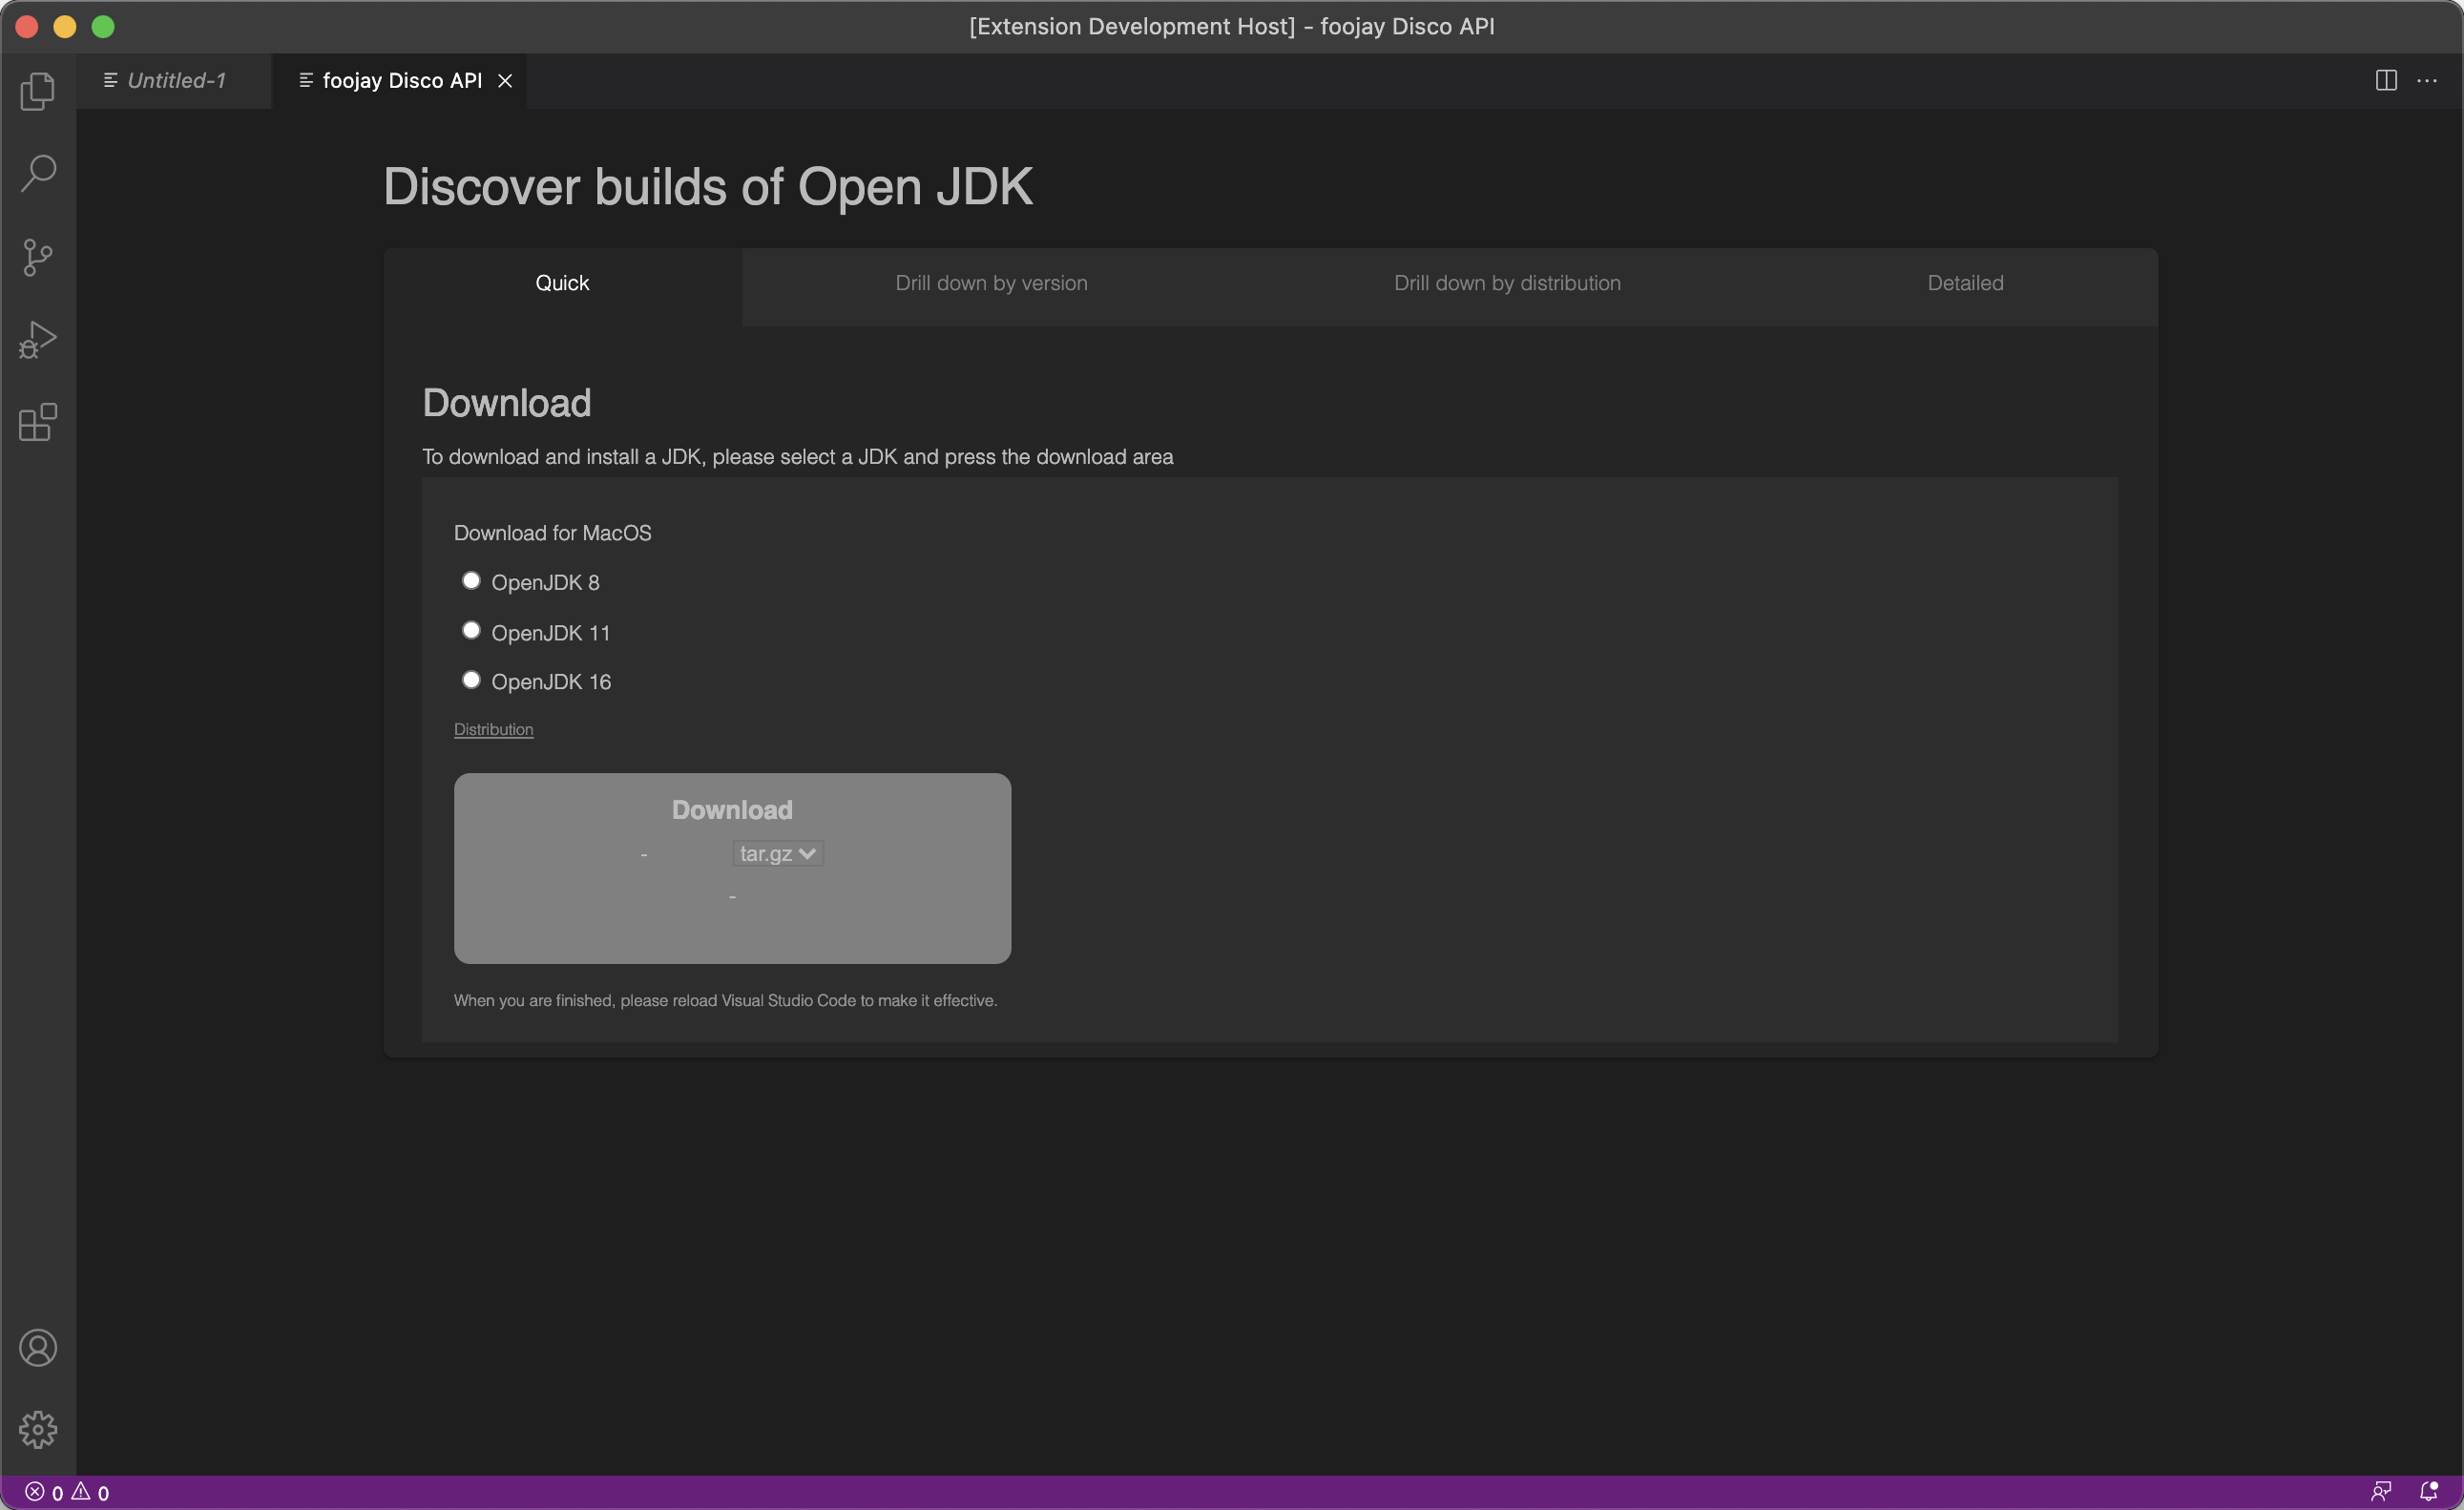 [Extension Development Host] - foojay Disco API
Untitled-1
foojay Disco API
Discover builds of Open JDK
Quick
Drill down by version
Drill down by distribution
Detailed
Download
To download and install a JDK, please select a JDK and press the download area
Download for MacOS
OpenJDK 8
OpenJDK 11
OpenJDK 16
Distribution
Download
- tar.gz
-
When you are finished, please reload Visual Studio Code to make it effective.
0 0